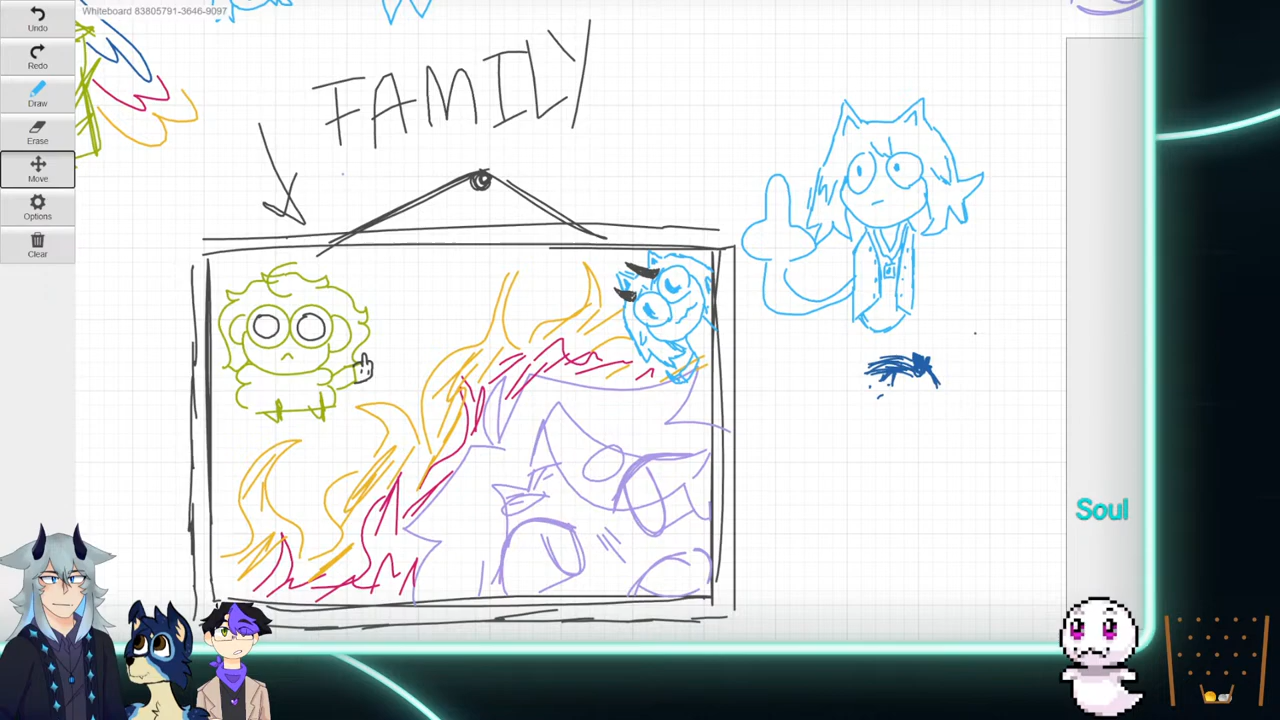 Whiteboard 83805791-3646-9097
Undo
Redo
Draw
Erase
Move
Options
Clear
FAMILY
Soul